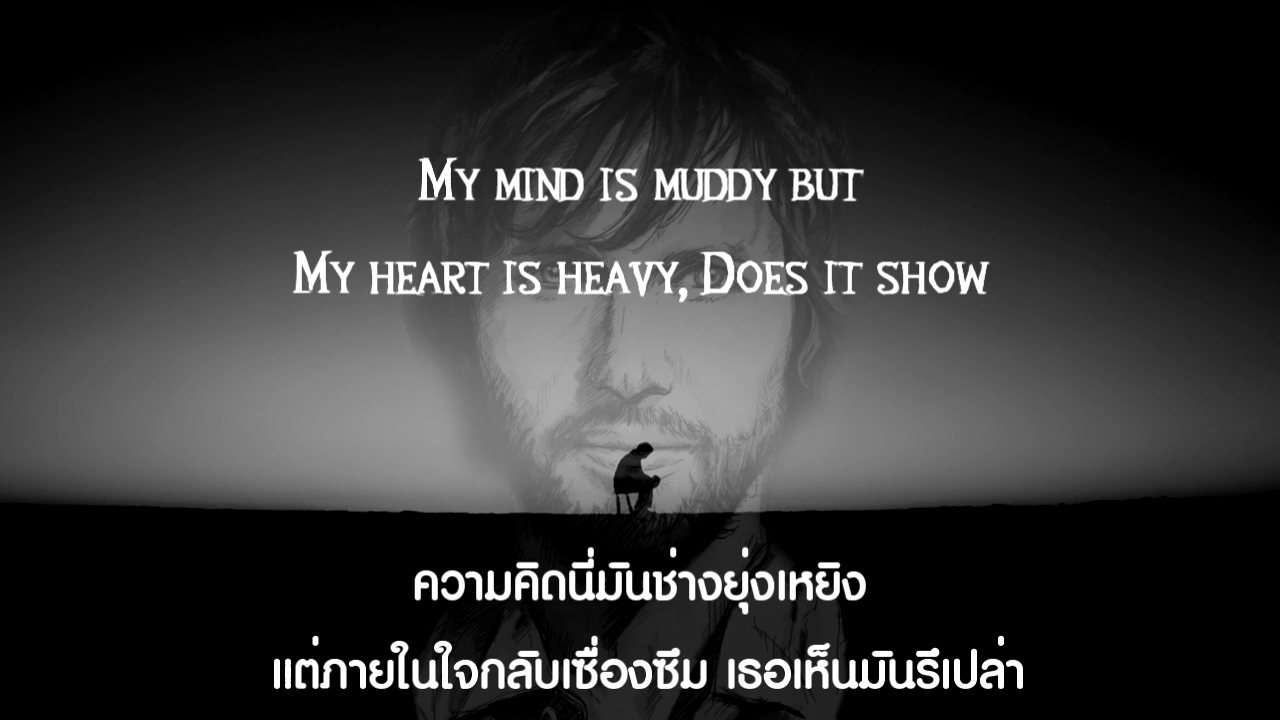 My mind is muddy but
My heart is heavy, Does it show
ความคิดนี่มันช่างยุ่งเหยิง
แต่ภายในใจกลับเซื่องซึม เธอเห็นมันรึเปล่า